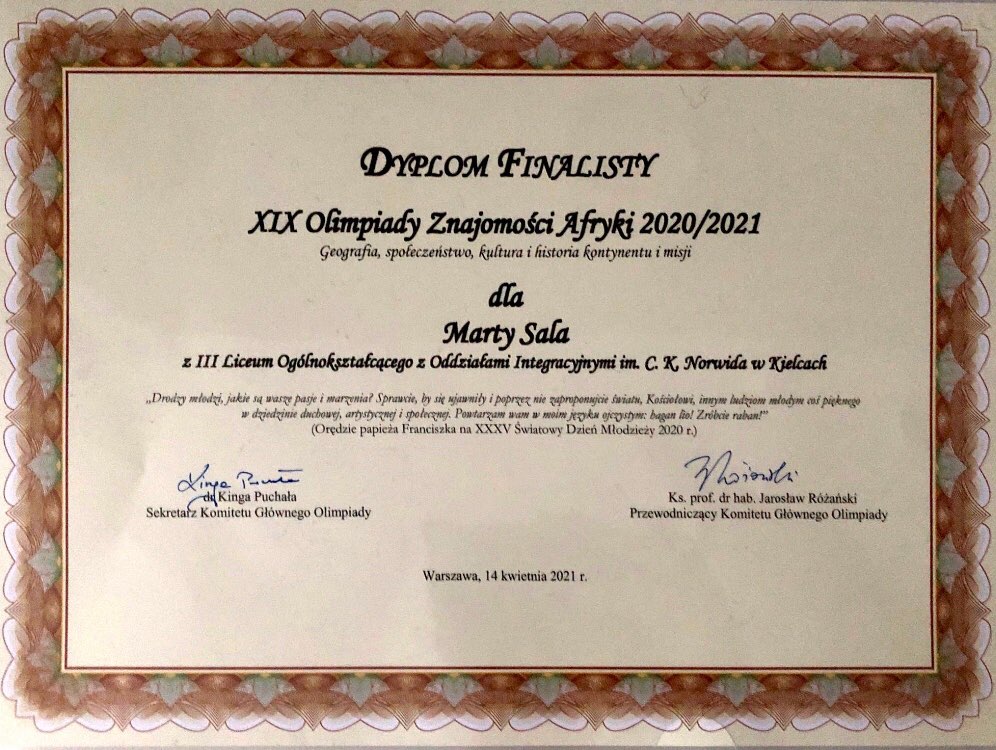 DYPLOM FINALISTY
XIX Olimpiady Znajomości Afryki 2020/2021
Geografia, społeczeństwo, kultura i historia kontynentu i misji
dla
Marty Sala
z III Liceum Ogólnokształcącego z Oddziałami Integracyjnymi im. C. K. Norwida w Kielcach
„Drodzy młodzi, jakie są wasze pasje i marzenia? Sprawcie, by się ujawniły i poprzez nie zaproponujcie światu, Kościołowi, innym ludziom młodym coś pięknego
w dziedzinie duchowej, artystycznej i społecznej. Powtarzam wam w moim języku ojczystym: hagan lio! Zróbcie raban!”
(Orędzie papieża Franciszka na XXXV Światowy Dzień Młodzieży 2020 r.)
Kinga Puchała
dr Kinga Puchała
Sekretarz Komitetu Głównego Olimpiady
Ks. prof. dr hab. Jarosław Różański
Przewodniczący Komitetu Głównego Olimpiady
Warszawa, 14 kwietnia 2021 r.